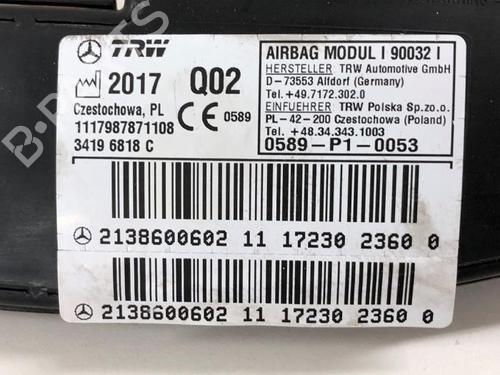 TRW
2017 Q02
Czestochowa, PL
1117987871108
3419 6818 C
0589
AIRBAG MODUL I 90032 I
HERSTELLER TRW Automotive GmbH
D-73553 Alfdorf (Germany)
Tel.+49.7172.302.0
EINFUEHRER TRW Polska Sp.zo.o.
PL-42-200 Czestochowa (Poland)
Tel.+48.34.343.1003
0589-P1-0053
2138600602 11 17230 2360 0
2138600602 11 17230 2360 0
B-PARTS